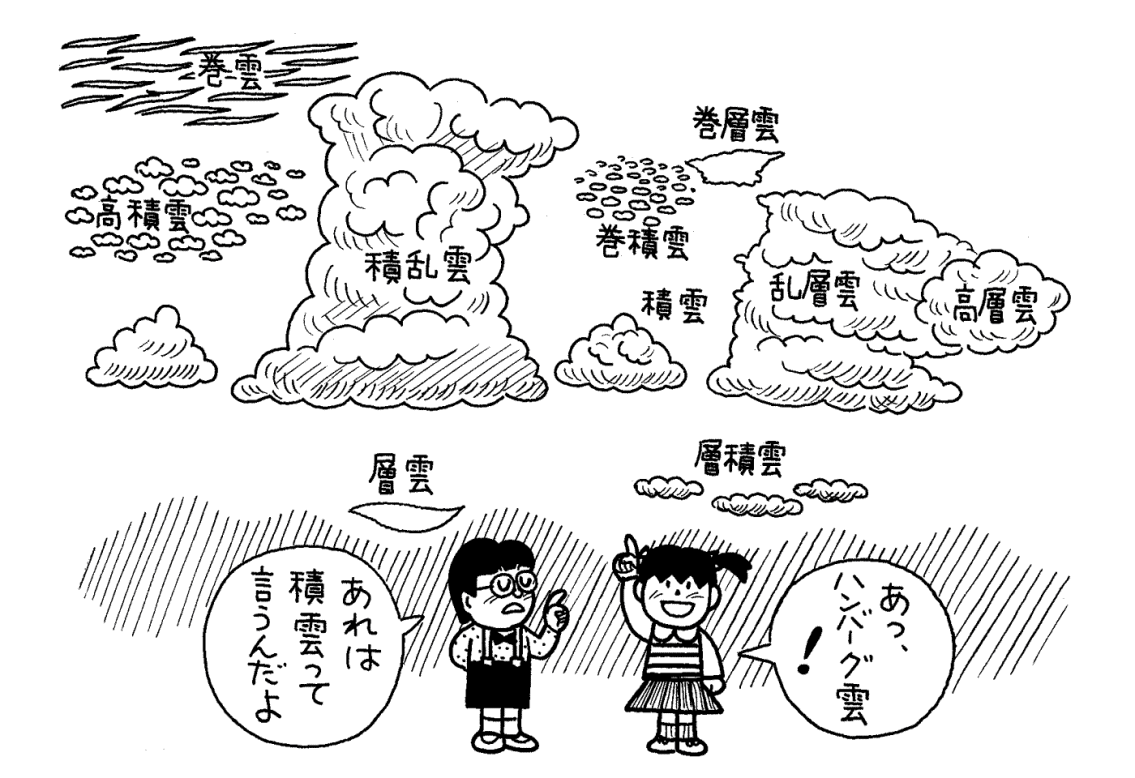 巻雲
巻層雲
高積雲
巻積雲
積乱雲
積雲
乱層雲
高層雲
層雲
層積雲
あっ、
ハンバーグ雲
!
あれは
積雲って
言うんだよ